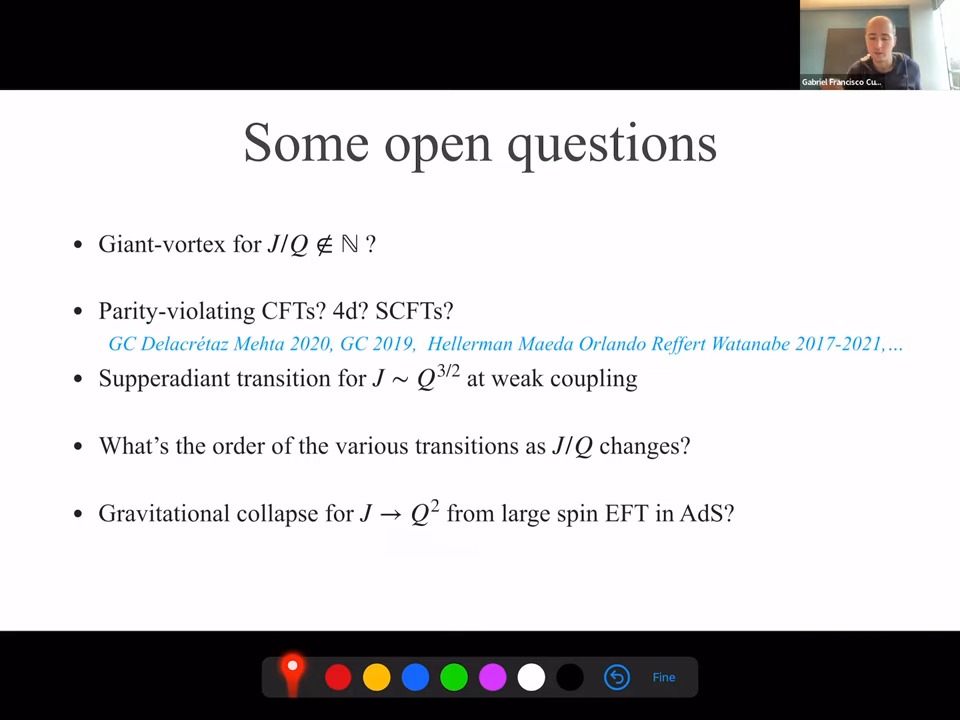 Gabriel Francisco Cu...
Some open questions
• Giant-vortex for J/Q ∉ ℕ ?
• Parity-violating CFTs? 4d? SCFTs?
GC Delacrétaz Mehta 2020, GC 2019, Hellerman Maeda Orlando Reffert Watanabe 2017-2021,...
• Supperadiant transition for J ∼ Q^{3/2} at weak coupling
• What's the order of the various transitions as J/Q changes?
• Gravitational collapse for J → Q² from large spin EFT in AdS?
Fine